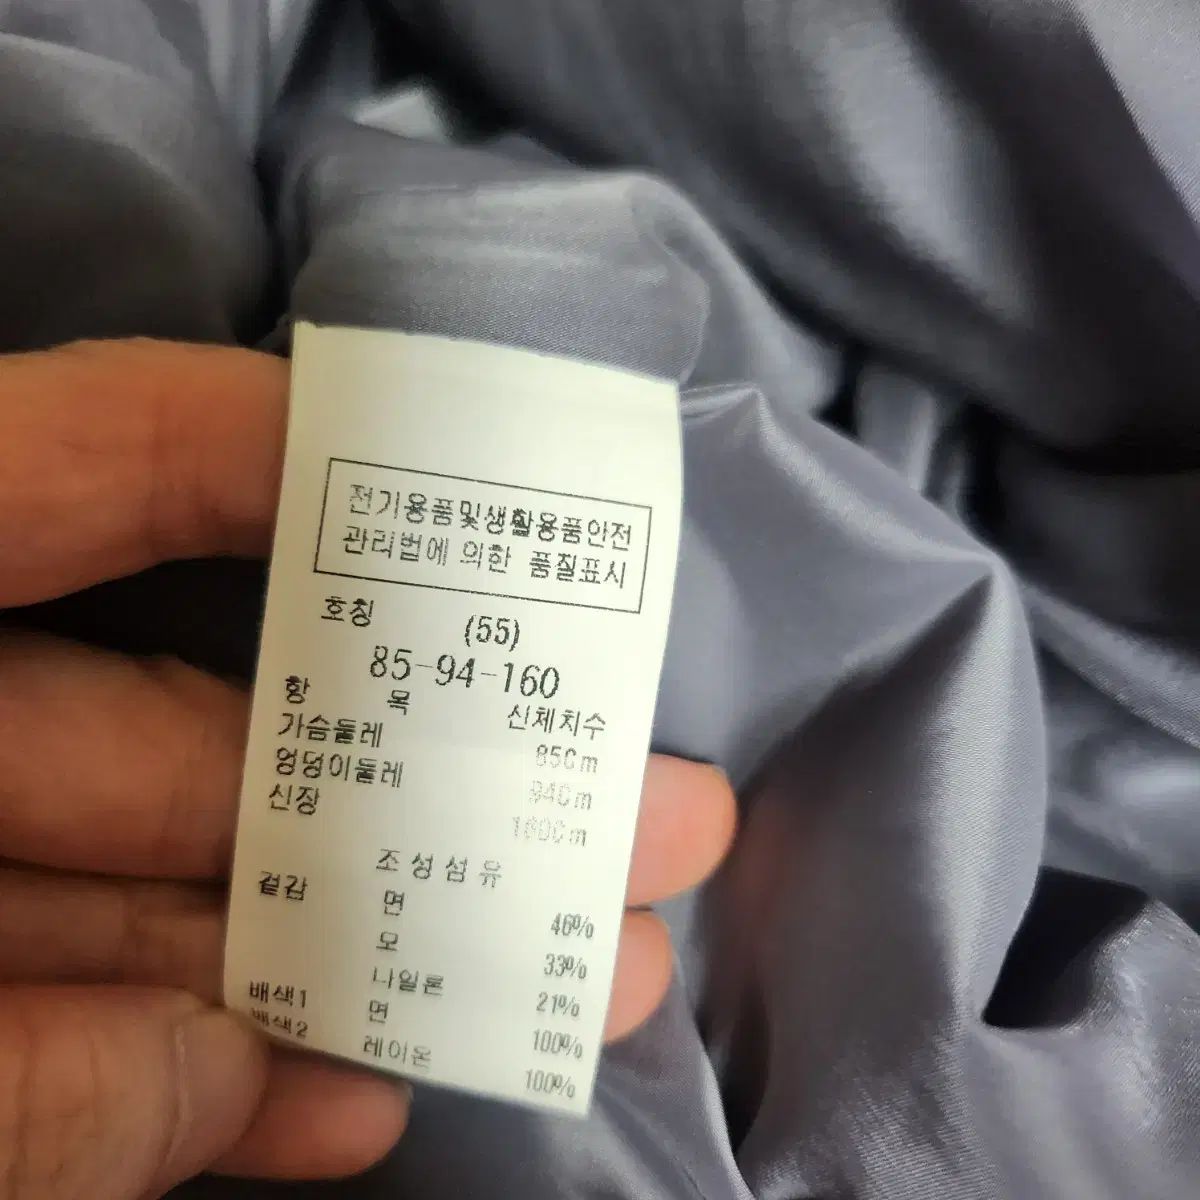 전기용품및생활용품안전
관리법에 의한 품질표시
호칭 (55)
85-94-160
항 목 신체치수
가슴둘레 85Cm
엉덩이둘레 94Cm
신장 160Cm
조성섬유
겉감 면 46%
모 33%
나일론 21%
배색1 면 100%
배색2 레이온 100%